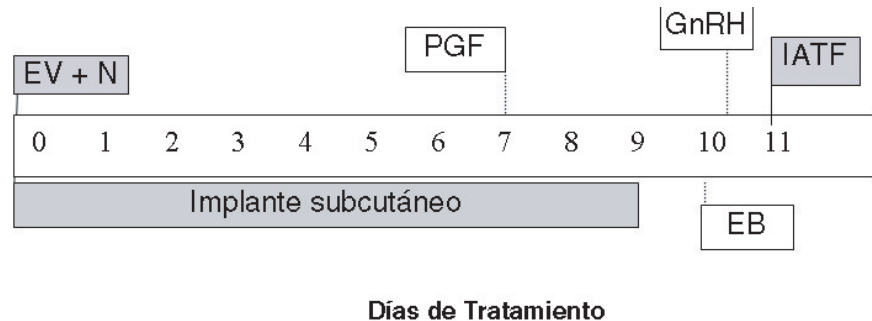 GnRH
PGF
IATF
EV + N
0 1 2 3 4 5 6 7 8 9 10 11
Implante subcutáneo
EB
Días de Tratamiento